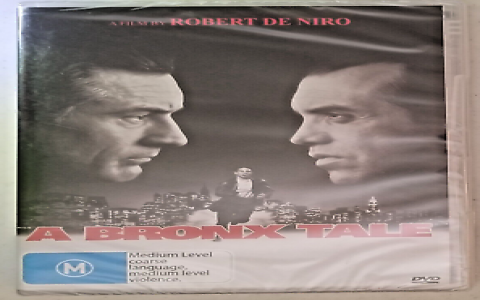 A FILM BY ROBERT DE NIRO
A BRONX TALE
M
Medium Level
coarse
language,
medium level
violence.
DVD